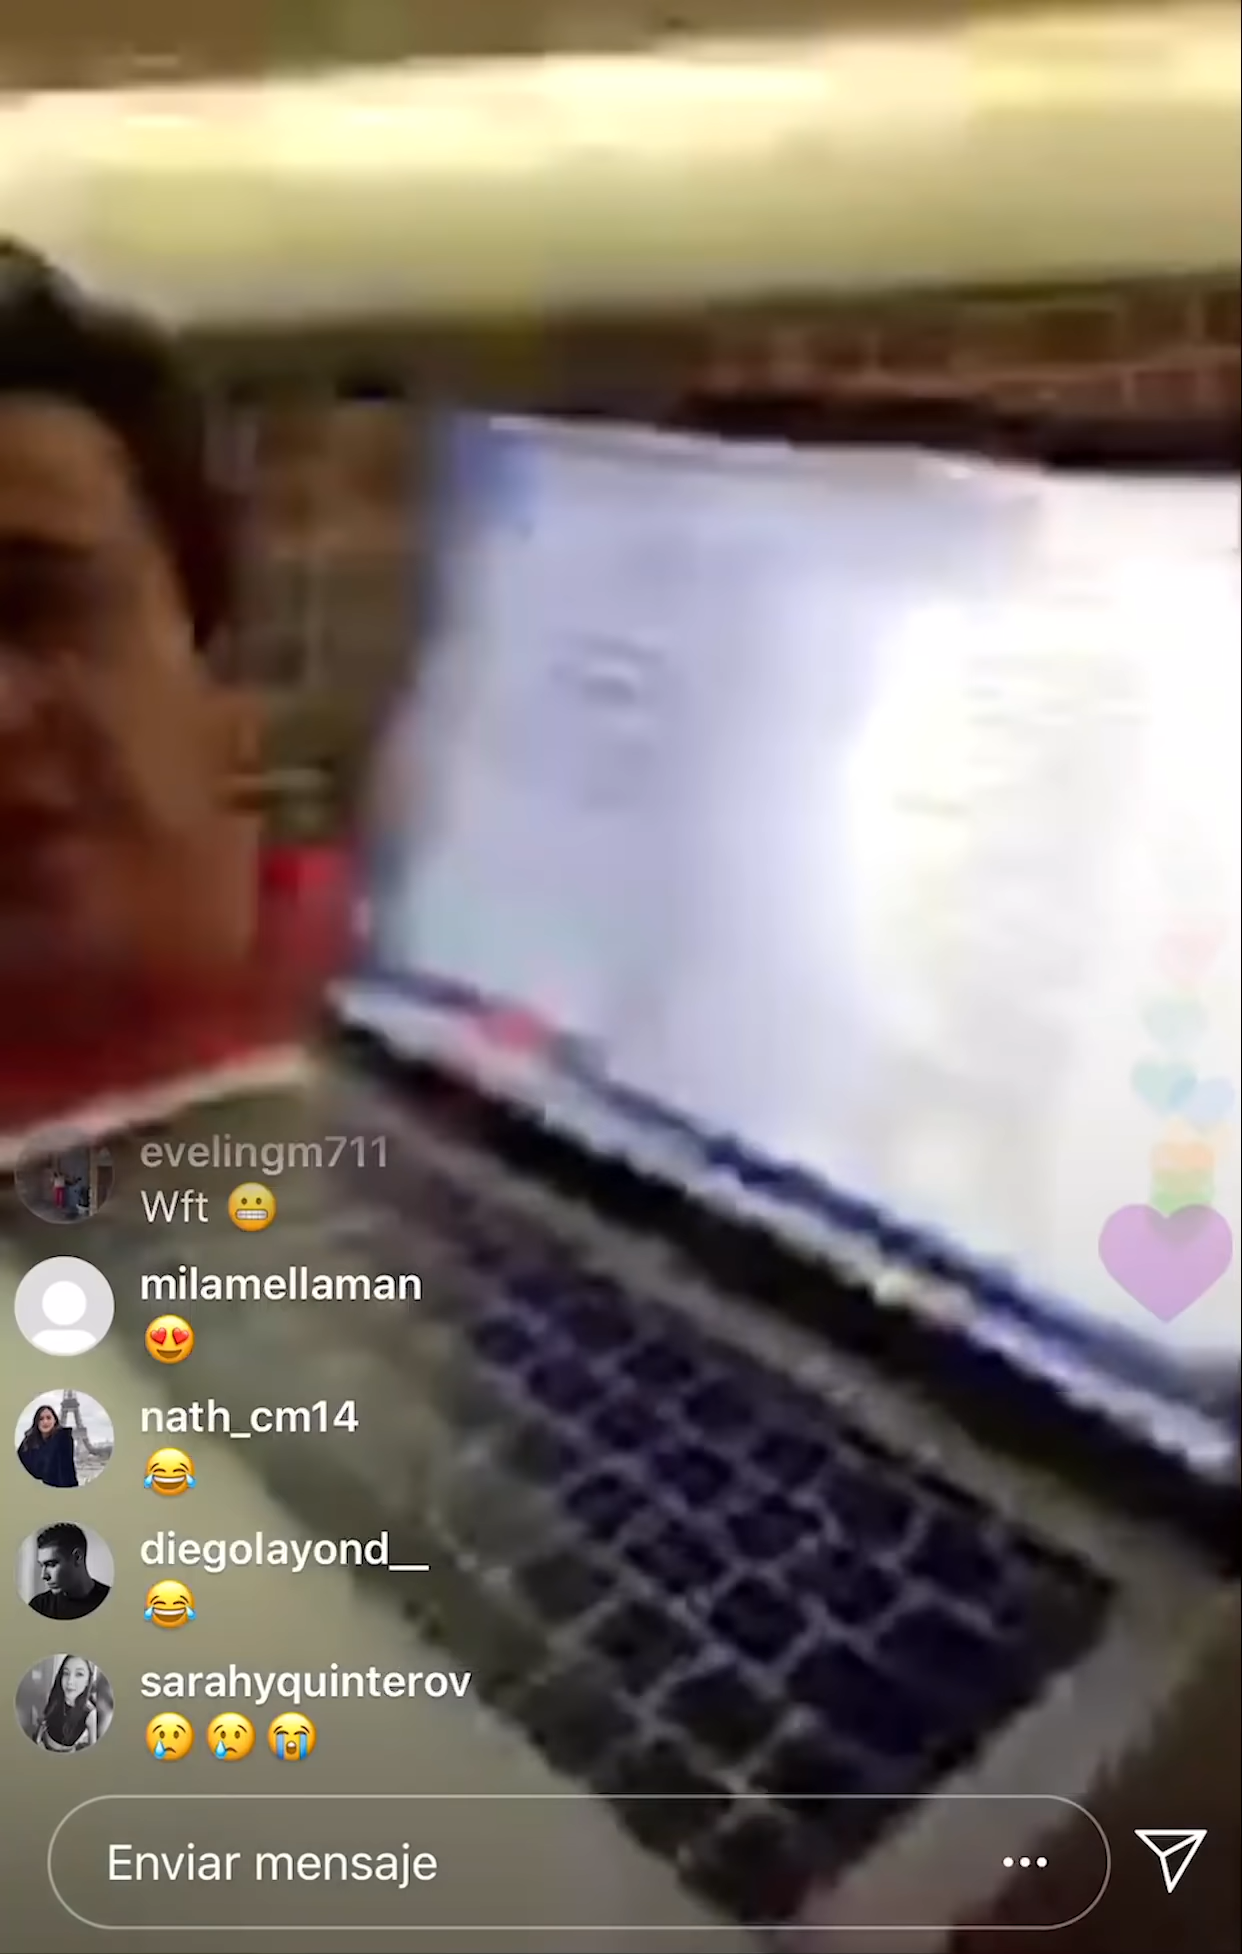 evelingm711
Wft 😬
milamellaman
😍
nath_cm14
😂
diegolayond__
😂
sarahyquinterov
😢😢😭
Enviar mensaje